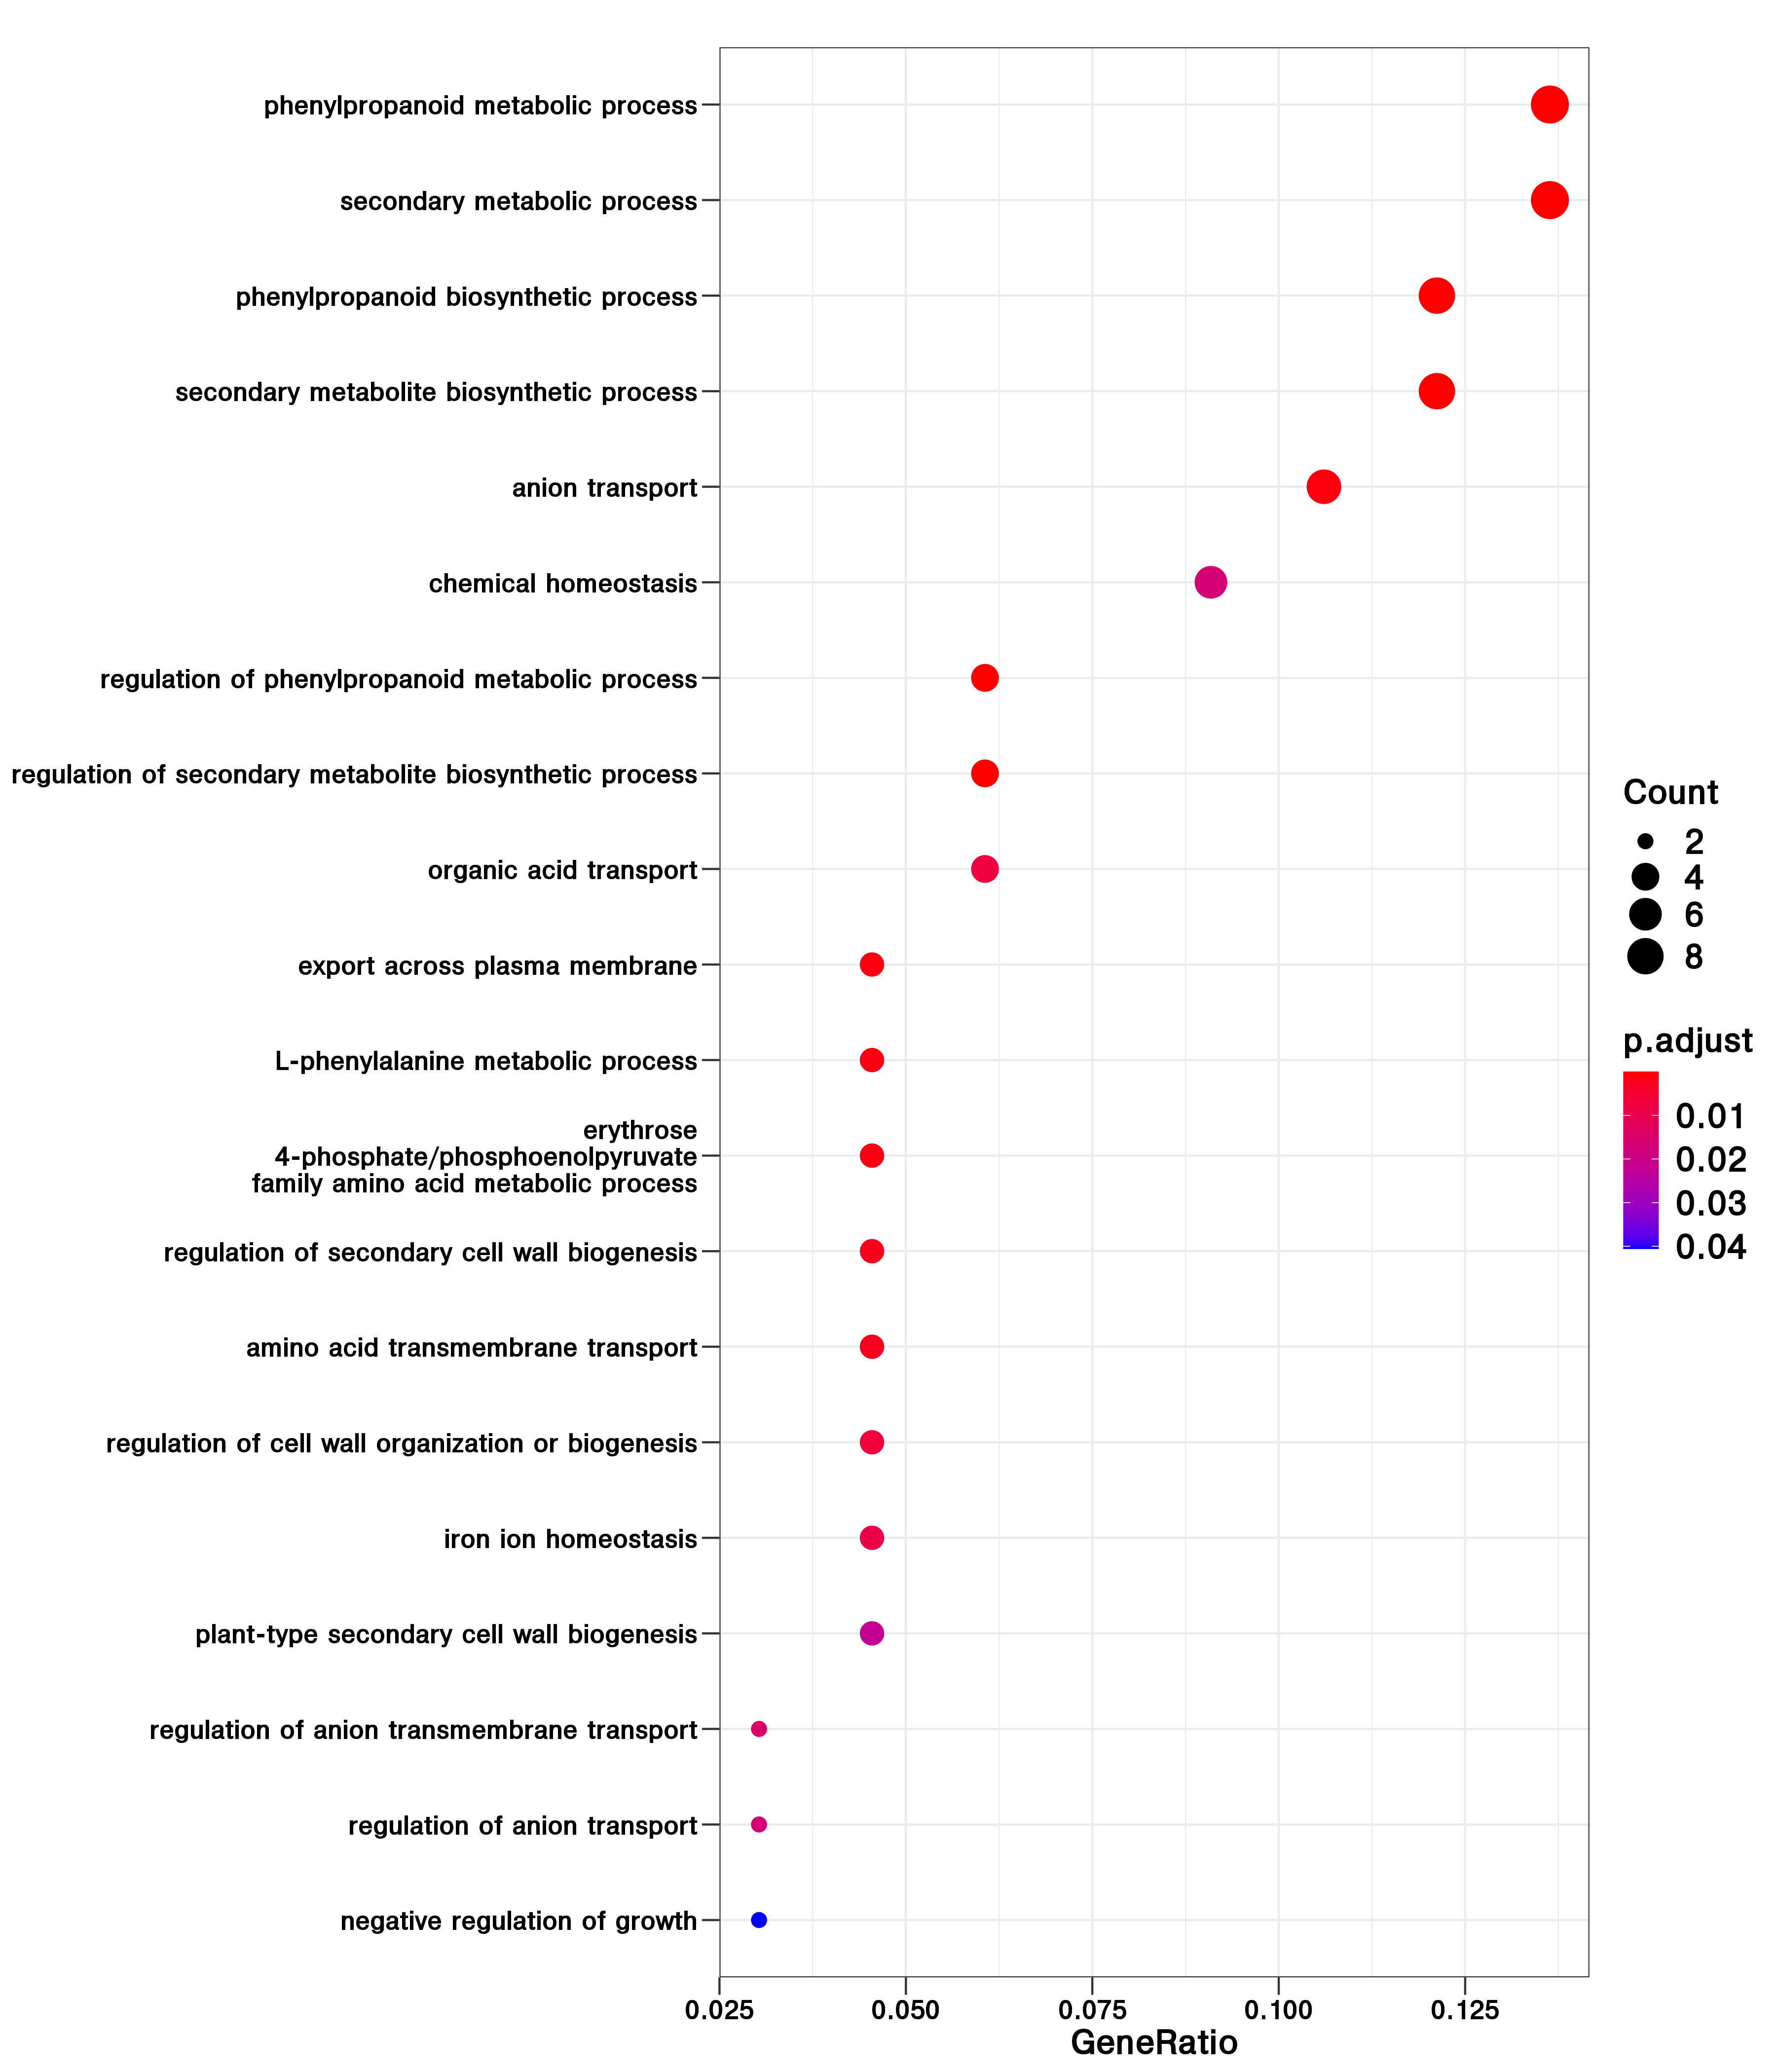 phenylpropanoid metabolic process
secondary metabolic process
phenylpropanoid biosynthetic process
secondary metabolite biosynthetic process
anion transport
chemical homeostasis
regulation of phenylpropanoid metabolic process
regulation of secondary metabolite biosynthetic process
organic acid transport
export across plasma membrane
L-phenylalanine metabolic process
erythrose
4-phosphate/phosphoenolpyruvate
family amino acid metabolic process
regulation of secondary cell wall biogenesis
amino acid transmembrane transport
regulation of cell wall organization or biogenesis
iron ion homeostasis
plant-type secondary cell wall biogenesis
regulation of anion transmembrane transport
regulation of anion transport
negative regulation of growth
0.025 0.050 0.075 0.100 0.125
GeneRatio
Count
2
4
6
8
p.adjust
0.01
0.02
0.03
0.04